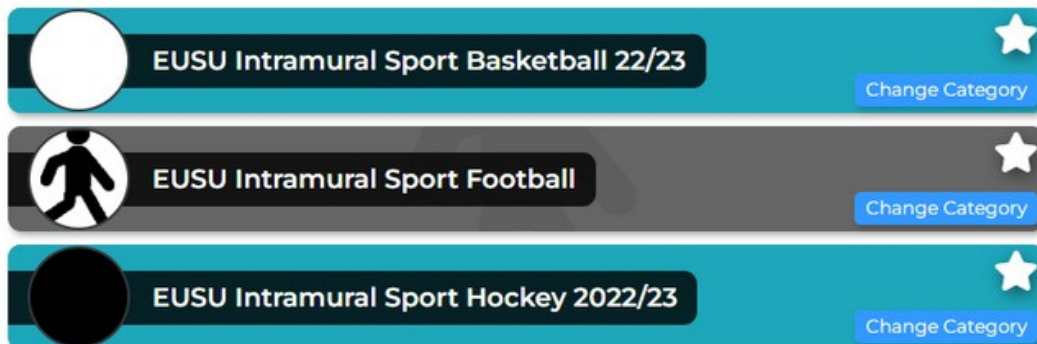 EUSU Intramural Sport Basketball 22/23
Change Category
EUSU Intramural Sport Football
Change Category
EUSU Intramural Sport Hockey 2022/23
Change Category